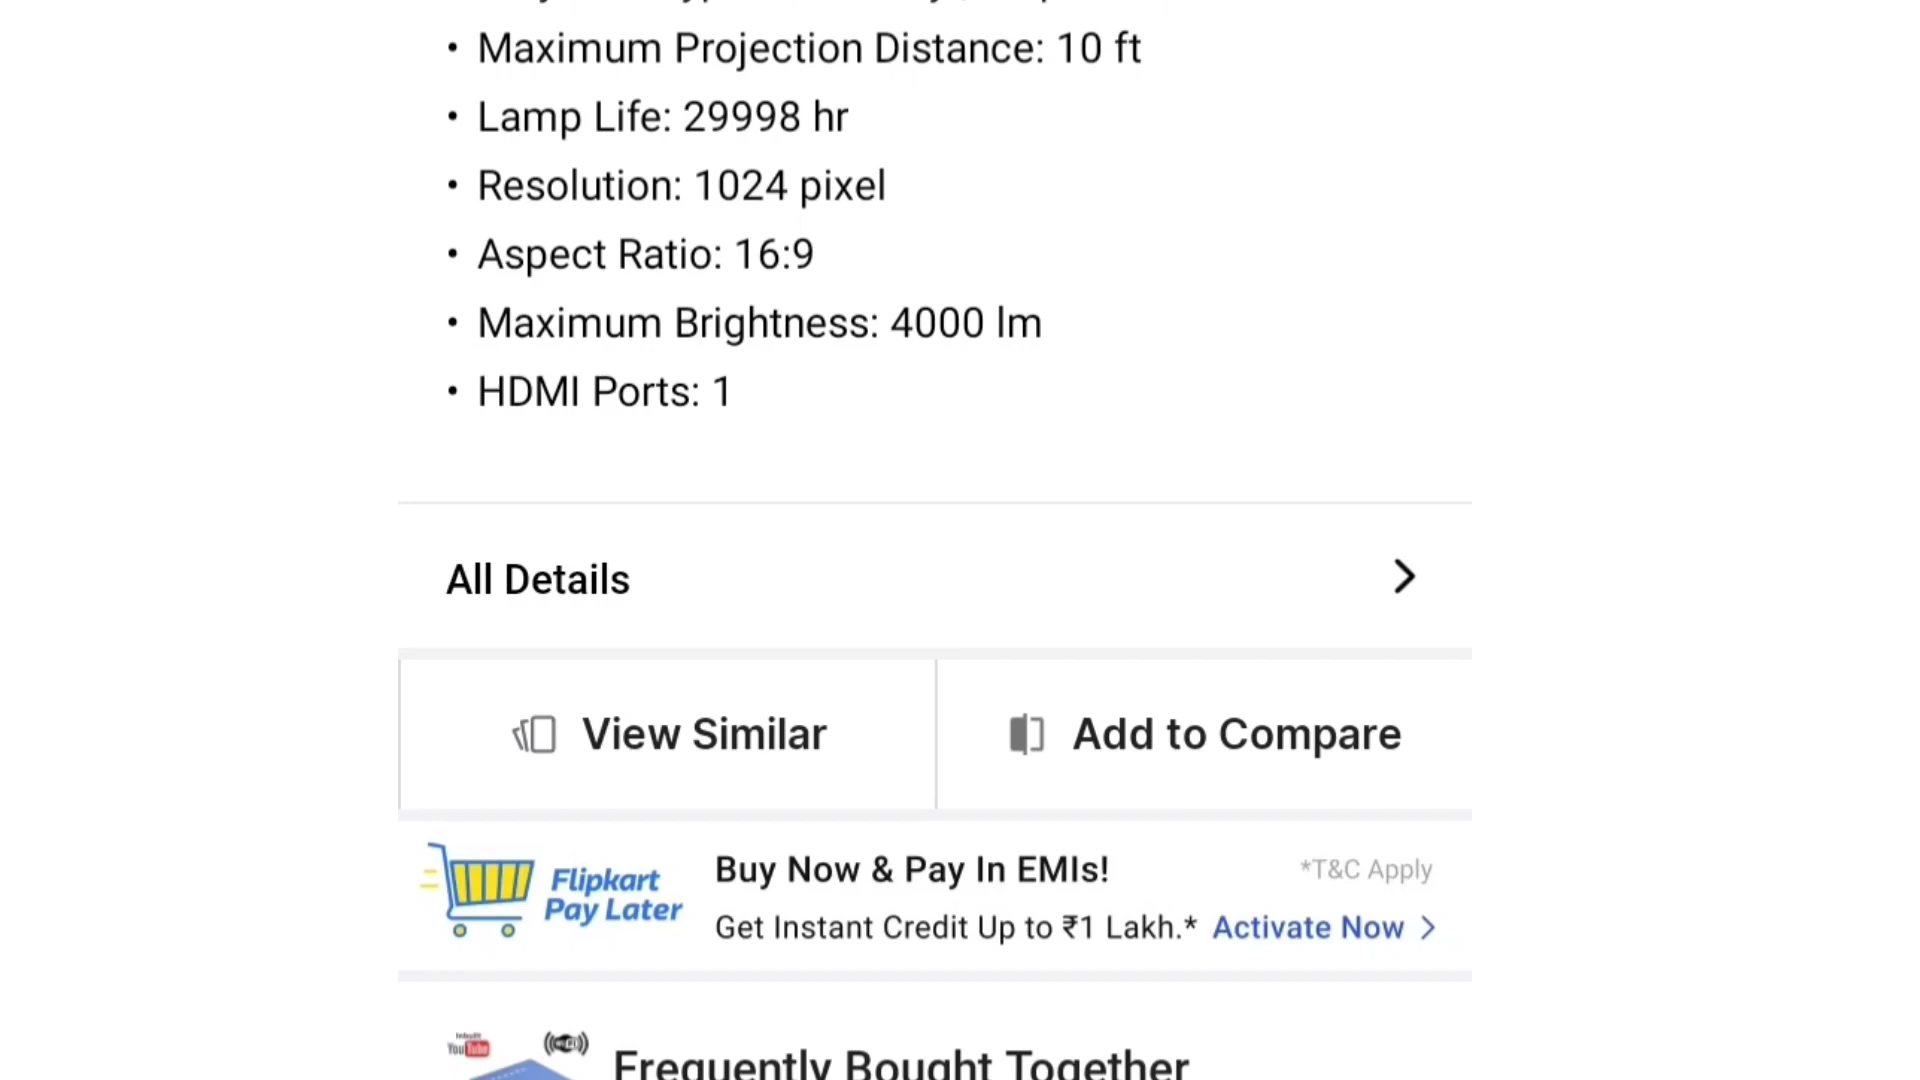 • Maximum Projection Distance: 10 ft
• Lamp Life: 29998 hr
• Resolution: 1024 pixel
• Aspect Ratio: 16:9
• Maximum Brightness: 4000 lm
• HDMI Ports: 1
All Details
View Similar
Add to Compare
Flipkart
Pay Later
Buy Now & Pay In EMIs!
*T&C Apply
Get Instant Credit Up to ₹1 Lakh.* Activate Now
YouTube
Frequently Bought Together